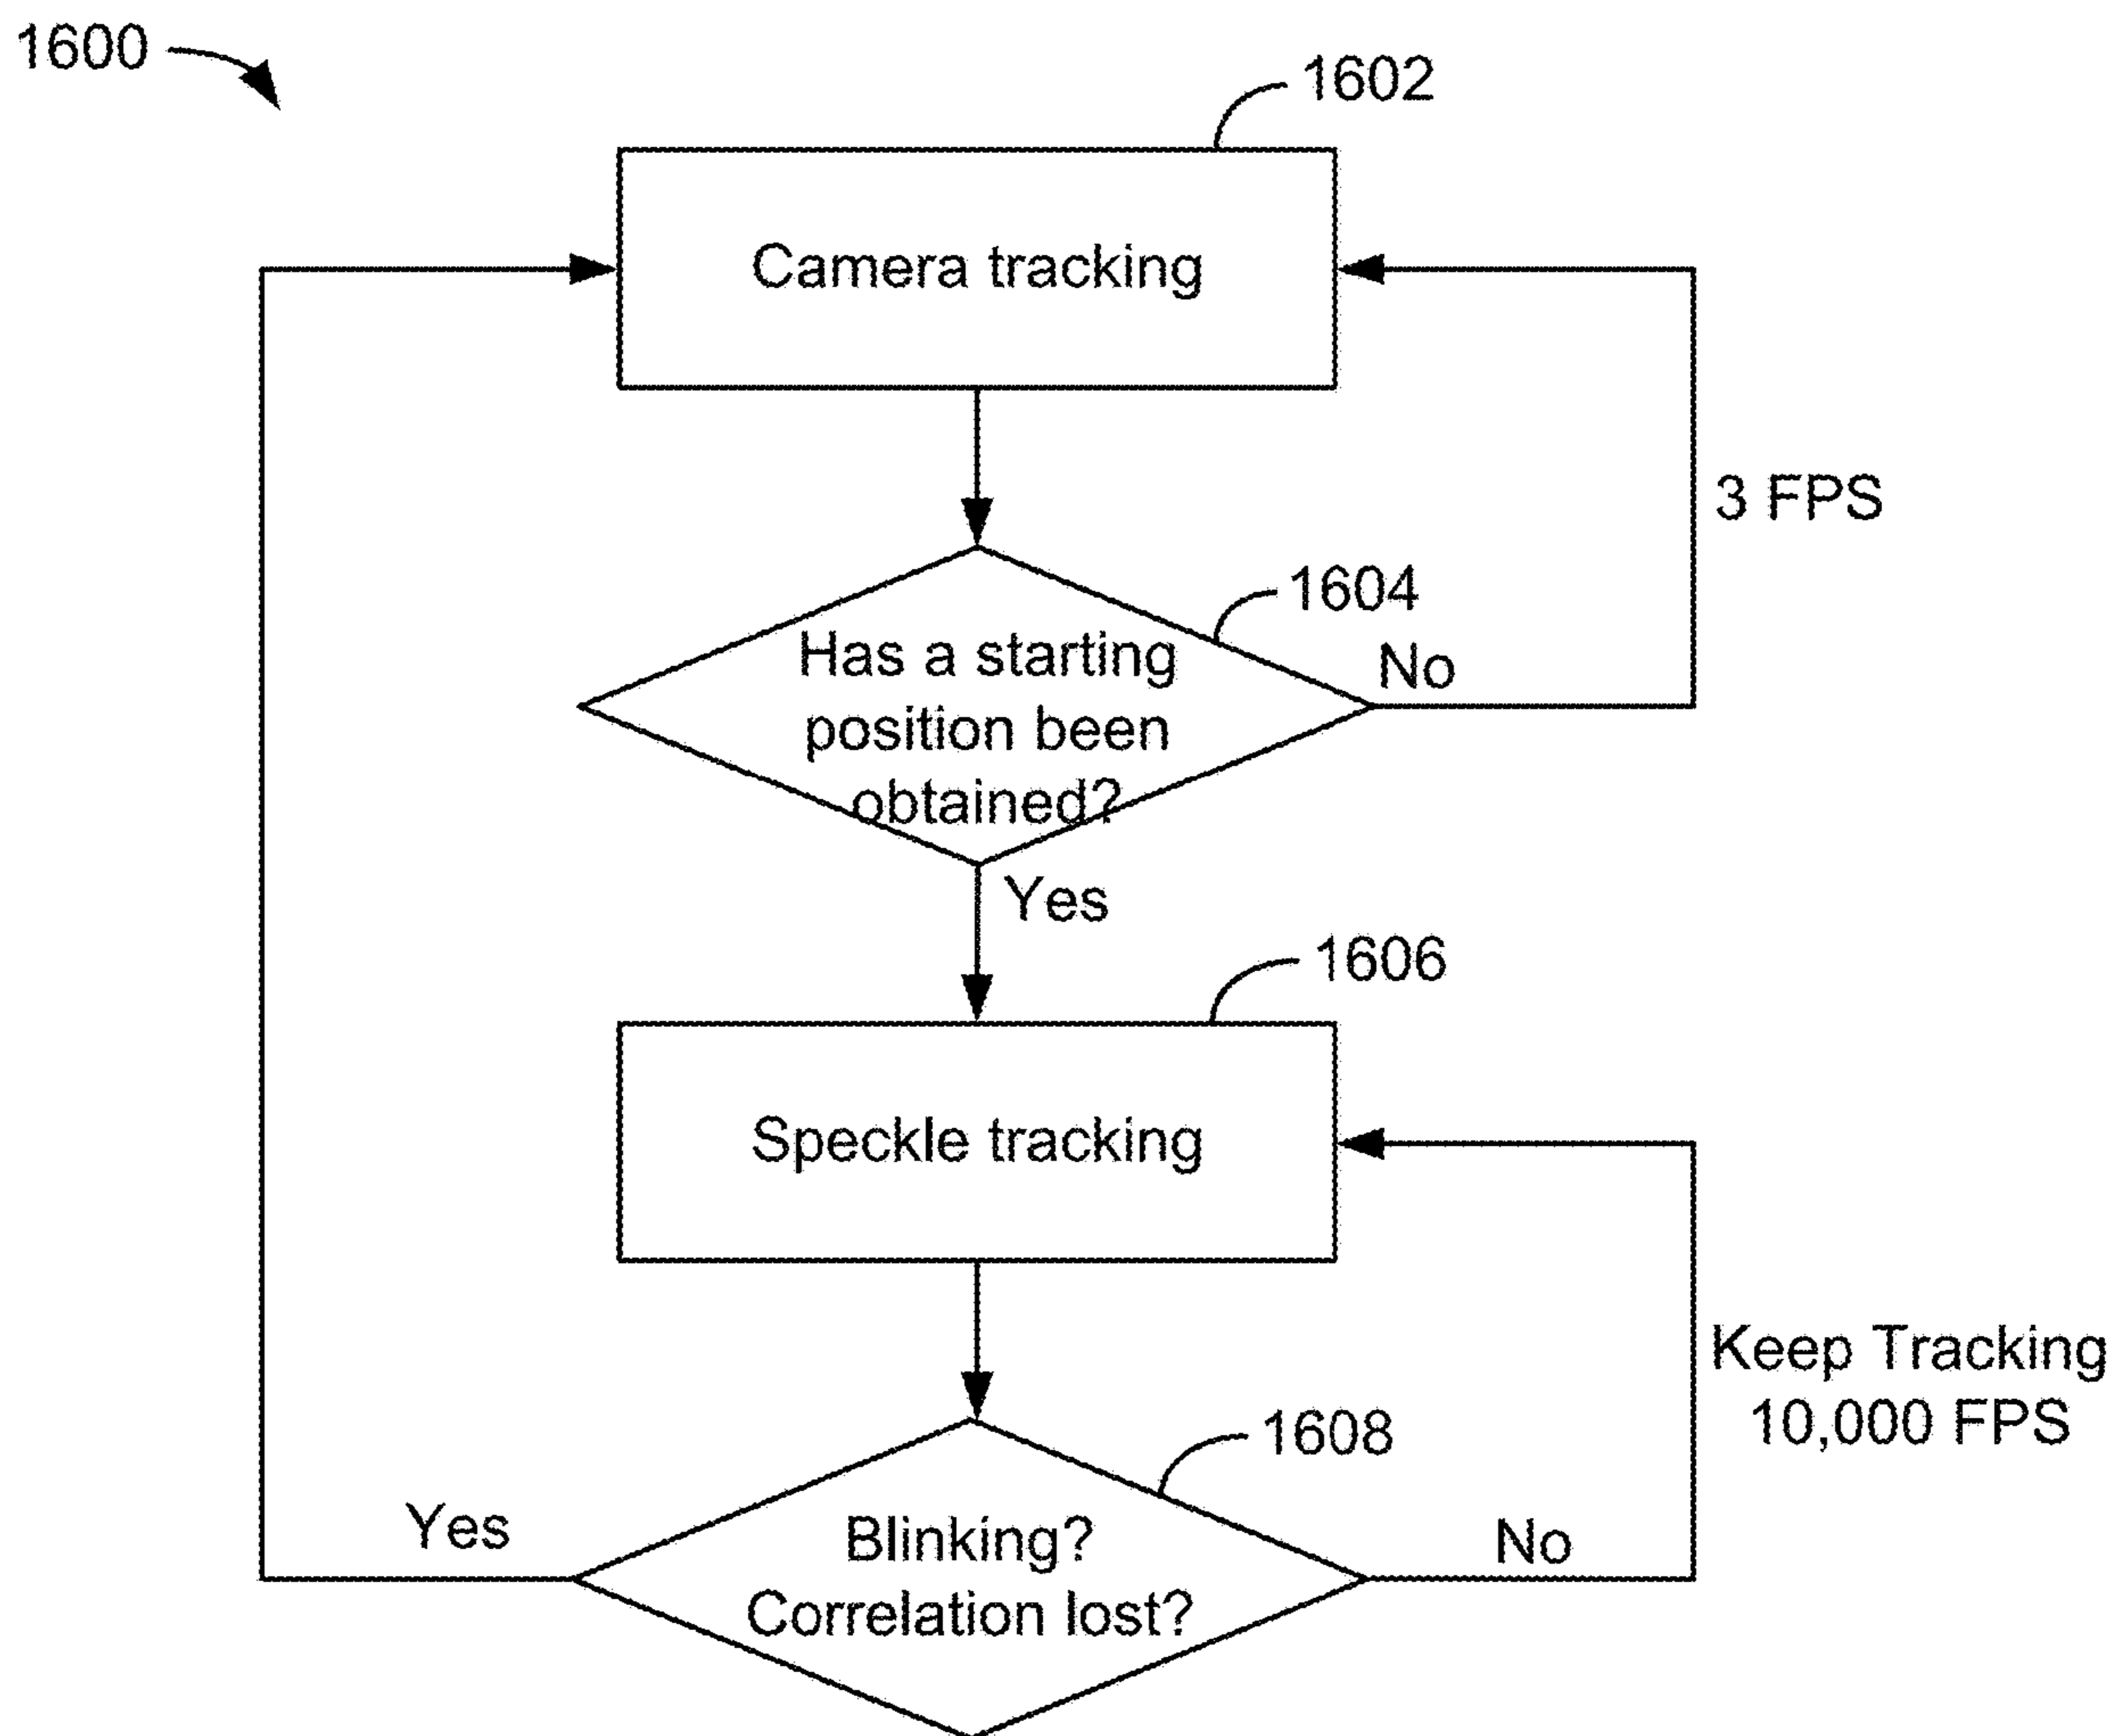 1600
1602
Camera tracking
3 FPS
1604
Has a starting
position been
obtained?
No
Yes
1606
Speckle tracking
Keep Tracking
10,000 FPS
1608
Blinking?
Correlation lost?
Yes
No